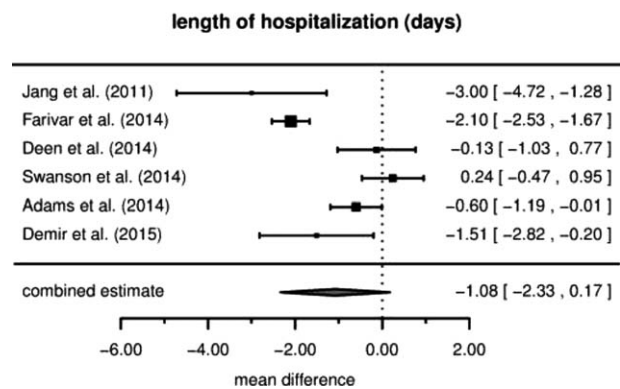 length of hospitalization (days)
Jang et al. (2011) −3.00 [ −4.72 , −1.28 ]
Farivar et al. (2014) −2.10 [ −2.53 , −1.67 ]
Deen et al. (2014) −0.13 [ −1.03 , 0.77 ]
Swanson et al. (2014) 0.24 [ −0.47 , 0.95 ]
Adams et al. (2014) −0.60 [ −1.19 , −0.01 ]
Demir et al. (2015) −1.51 [ −2.82 , −0.20 ]
combined estimate −1.08 [ −2.33 , 0.17 ]
−6.00 −4.00 −2.00 0.00 2.00
mean difference